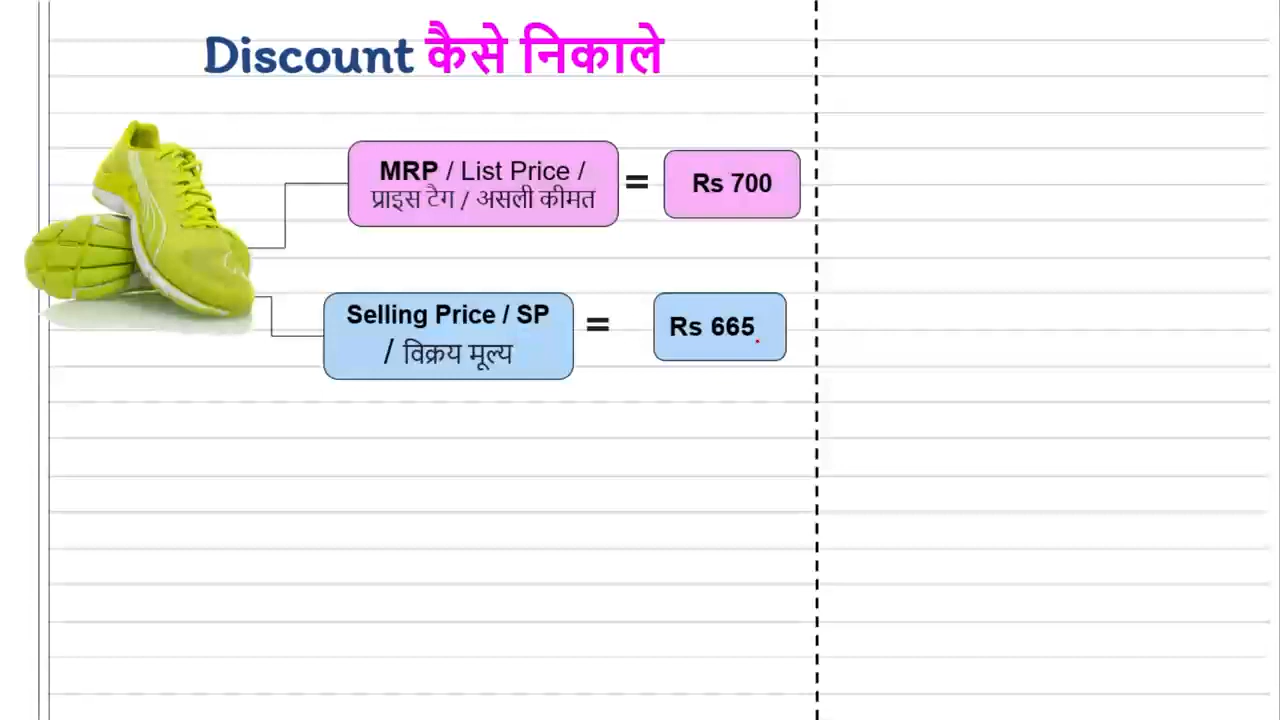 Discount कैसे निकाले
MRP / List Price /
प्राइस टैग / असली कीमत
=
Rs 700
Selling Price / SP
/ विक्रय मूल्य
=
Rs 665